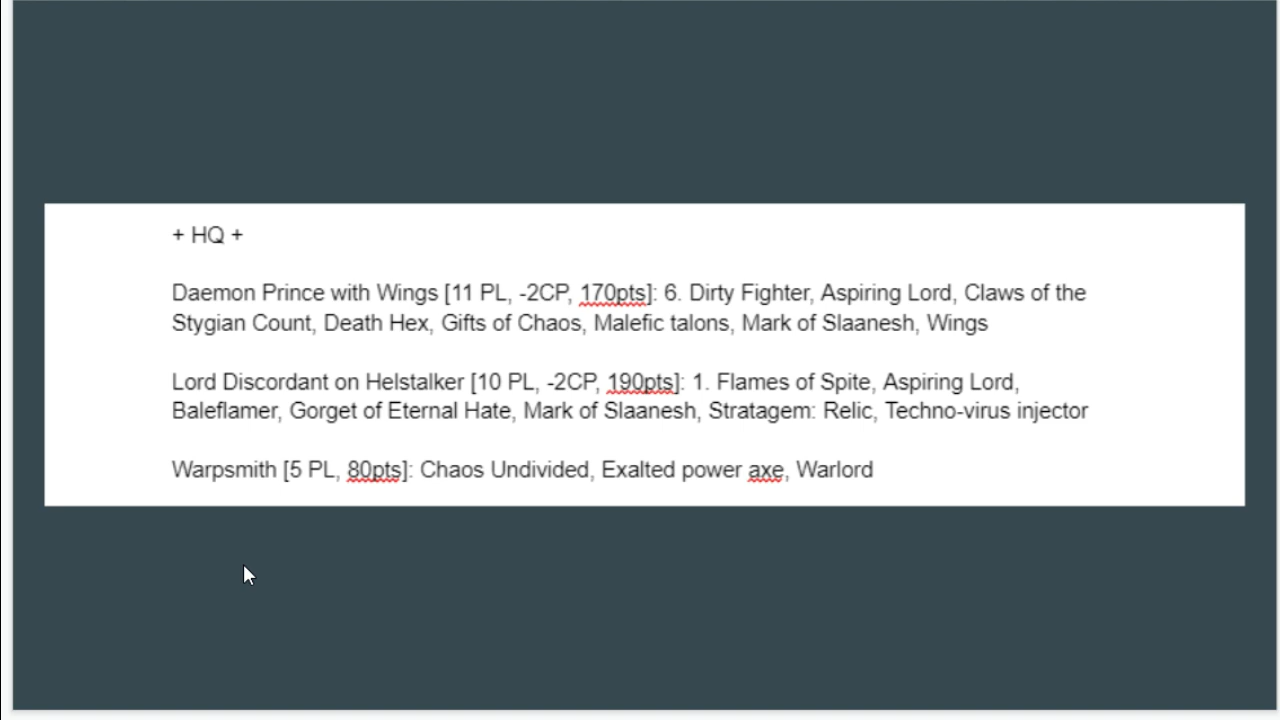 + HQ +
Daemon Prince with Wings [11 PL, -2CP, 170pts]: 6. Dirty Fighter, Aspiring Lord, Claws of the
Stygian Count, Death Hex, Gifts of Chaos, Malefic talons, Mark of Slaanesh, Wings
Lord Discordant on Helstalker [10 PL, -2CP, 190pts]: 1. Flames of Spite, Aspiring Lord,
Baleflamer, Gorget of Eternal Hate, Mark of Slaanesh, Stratagem: Relic, Techno-virus injector
Warpsmith [5 PL, 80pts]: Chaos Undivided, Exalted power axe, Warlord